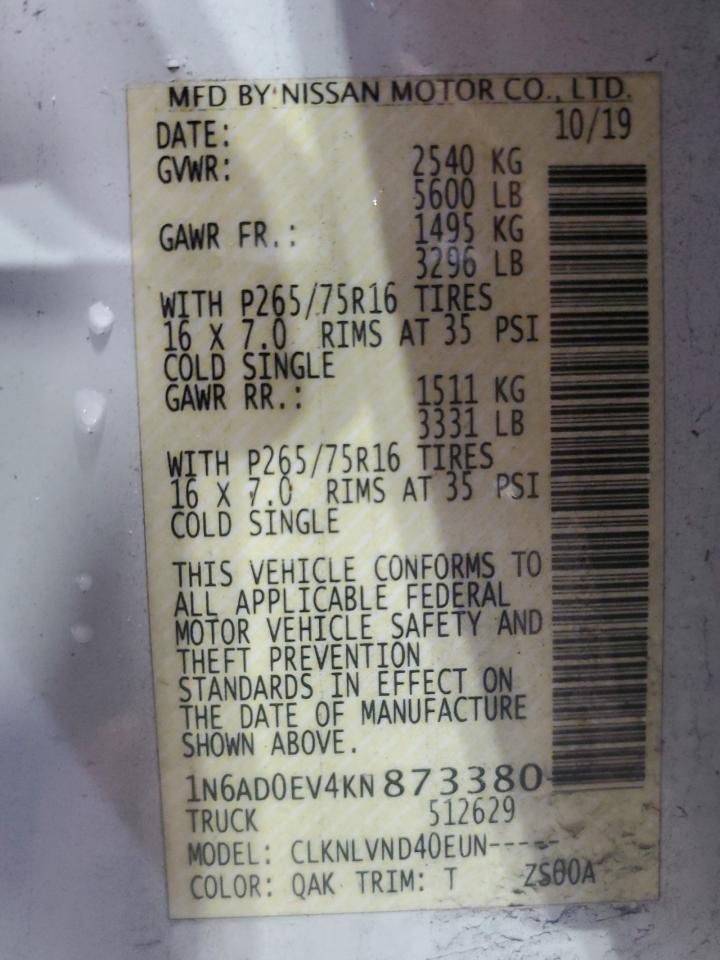 MFD BY NISSAN MOTOR CO., LTD.
DATE: 10/19
GVWR: 2540 KG
5600 LB
GAWR FR.: 1495 KG
3296 LB
WITH P265/75R16 TIRES
16 X 7.0 RIMS AT 35 PSI
COLD SINGLE
GAWR RR.: 1511 KG
3331 LB
WITH P265/75R16 TIRES
16 X 7.0 RIMS AT 35 PSI
COLD SINGLE
THIS VEHICLE CONFORMS TO
ALL APPLICABLE FEDERAL
MOTOR VEHICLE SAFETY AND
THEFT PREVENTION
STANDARDS IN EFFECT ON
THE DATE OF MANUFACTURE
SHOWN ABOVE.
1N6AD0EV4KN873380
TRUCK 512629
MODEL: CLKNLVND40EUN-----
COLOR: QAK TRIM: T ZS00A